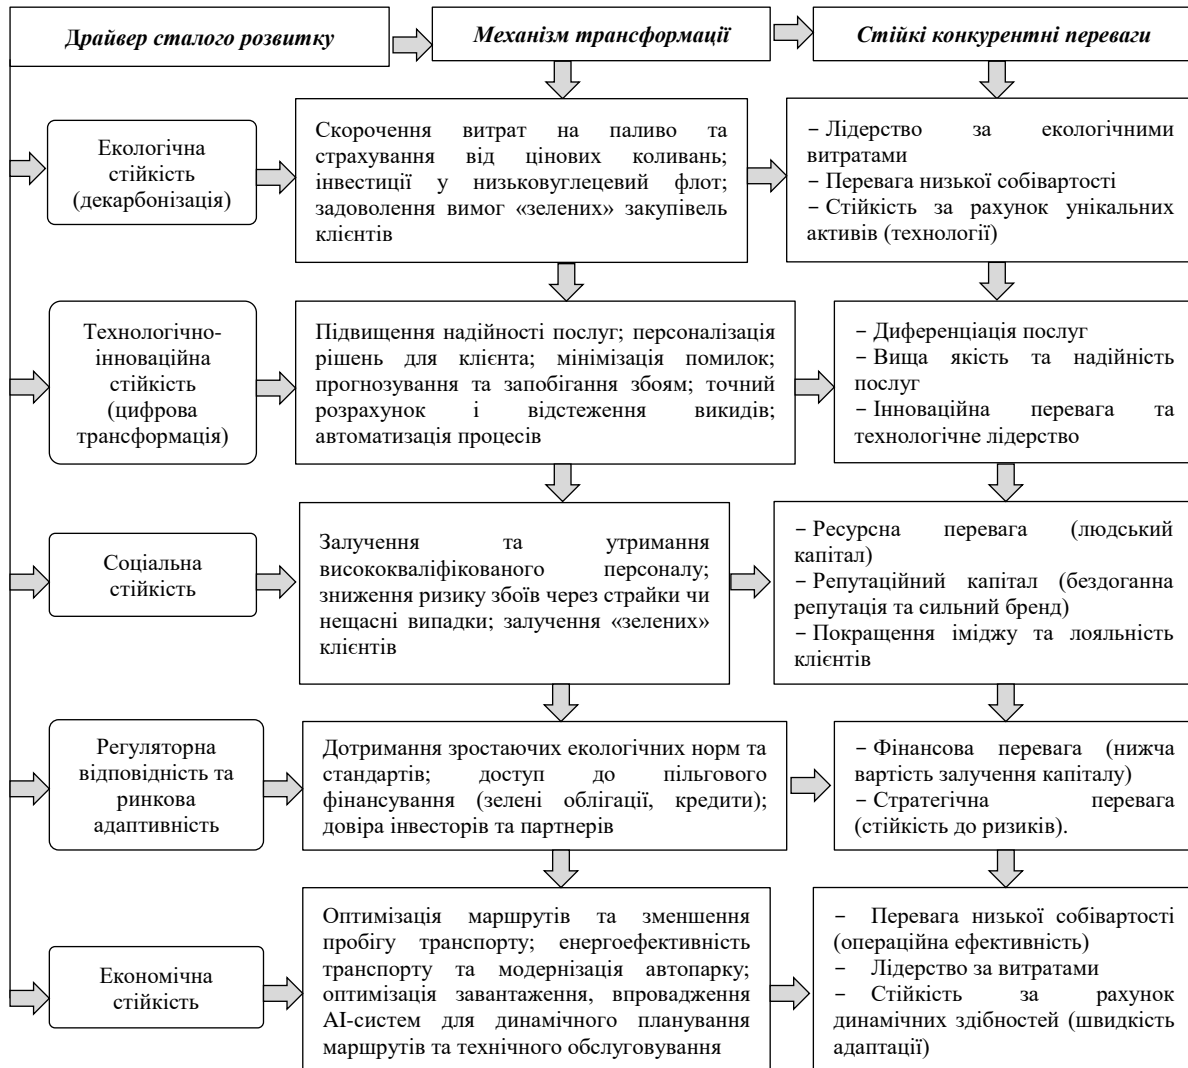 Драйвер сталого розвитку
Механізм трансформації
Стійкі конкурентні переваги
Екологічна
стійкість
(декарбонізація)
Скорочення витрат на паливо та
страхування від цінових коливань;
інвестиції у низьковуглецевий флот;
задоволення вимог «зелених» закупівель
клієнтів
− Лідерство за екологічними
витратами
− Перевага низької собівартості
− Стійкість за рахунок унікальних
активів (технології)
Технологічно-
інноваційна
стійкість
(цифрова
трансформація)
Підвищення надійності послуг; персоналізація
рішень для клієнта; мінімізація помилок;
прогнозування та запобігання збоям; точний
розрахунок і відстеження викидів;
автоматизація процесів
− Диференціація послуг
− Вища якість та надійність
послуг
− Інноваційна перевага та
технологічне лідерство
Соціальна
стійкість
Залучення та утримання
висококваліфікованого персоналу;
зниження ризику збоїв через страйки чи
нещасні випадки; залучення «зелених»
клієнтів
− Ресурсна перевага (людський
капітал)
− Репутаційний капітал (бездоганна
репутація та сильний бренд)
− Покращення іміджу та лояльність
клієнтів
Регуляторна
відповідність та
ринкова
адаптивність
Дотримання зростаючих екологічних норм та
стандартів; доступ до пільгового
фінансування (зелені облігації, кредити);
довіра інвесторів та партнерів
− Фінансова перевага (нижча
вартість залучення капіталу)
− Стратегічна перевага
(стійкість до ризиків).
Економічна
стійкість
Оптимізація маршрутів та зменшення
пробігу транспорту; енергоефективність
транспорту та модернізація автопарку;
оптимізація завантаження, впровадження
AI-систем для динамічного планування
маршрутів та технічного обслуговування
− Перевага низької собівартості
(операційна ефективність)
− Лідерство за витратами
− Стійкість за рахунок
динамічних здібностей (швидкість
адаптації)